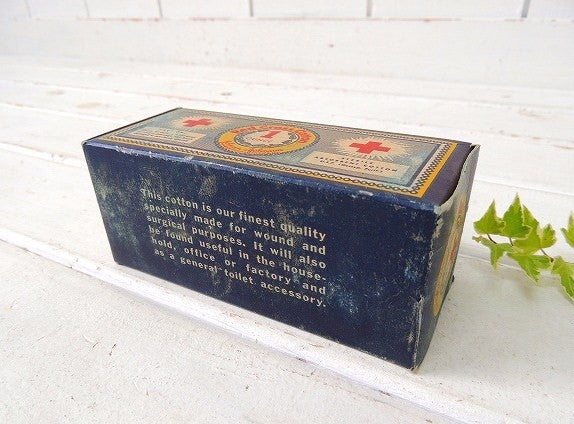 1
This cotton is our finest quality
specially made for wound and
surgical purposes. It will also
be found useful in the house-
hold, office or factory and
as a general toilet accessory.